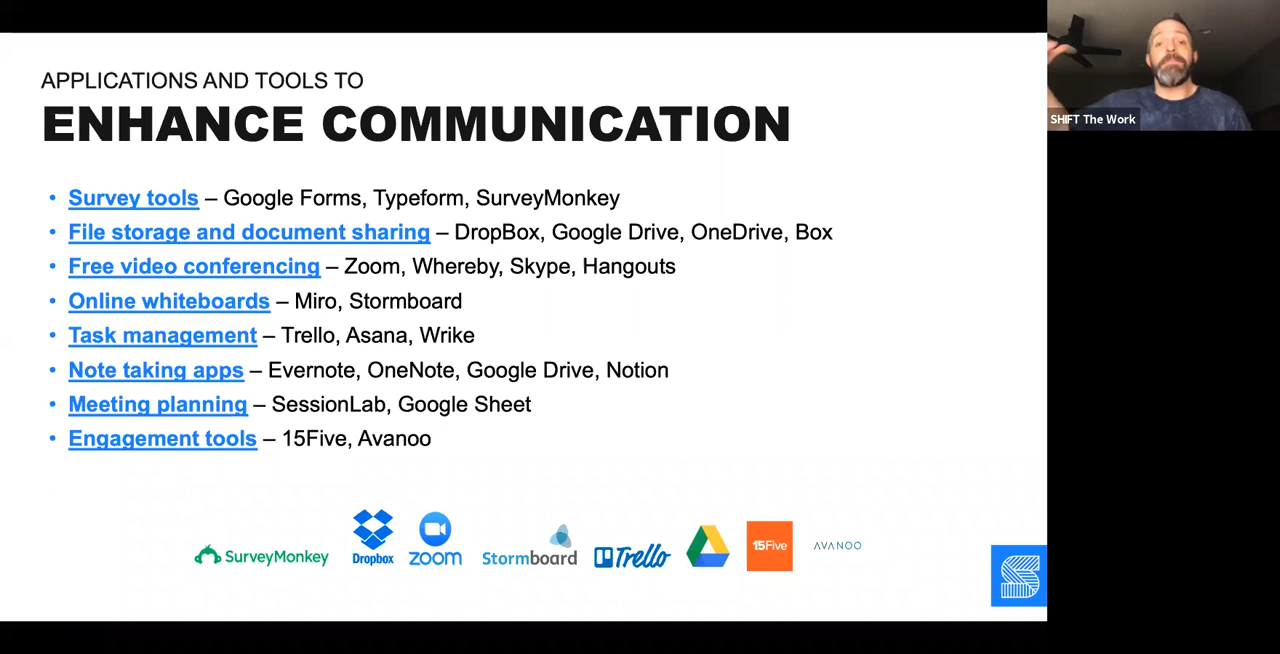 APPLICATIONS AND TOOLS TO
ENHANCE COMMUNICATION
• Survey tools – Google Forms, Typeform, SurveyMonkey
• File storage and document sharing – DropBox, Google Drive, OneDrive, Box
• Free video conferencing – Zoom, Whereby, Skype, Hangouts
• Online whiteboards – Miro, Stormboard
• Task management – Trello, Asana, Wrike
• Note taking apps – Evernote, OneNote, Google Drive, Notion
• Meeting planning – SessionLab, Google Sheet
• Engagement tools – 15Five, Avanoo
SurveyMonkey
Dropbox
zoom
Stormboard
Trello
15Five
AVANOO
S
SHIFT The Work